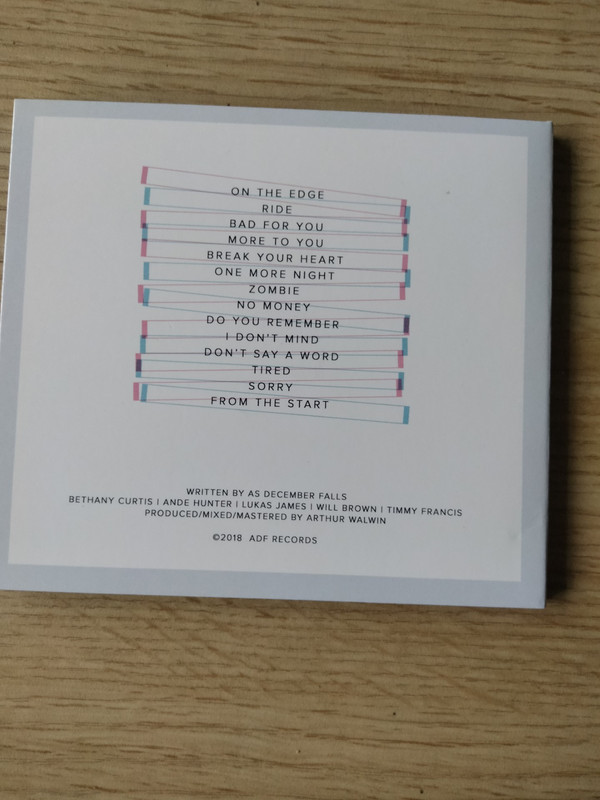 ON THE EDGE
RIDE
BAD FOR YOU
MORE TO YOU
BREAK YOUR HEART
ONE MORE NIGHT
ZOMBIE
NO MONEY
DO YOU REMEMBER
I DON'T MIND
DON'T SAY A WORD
TIRED
SORRY
FROM THE START
WRITTEN BY AS DECEMBER FALLS
BETHANY CURTIS | ANDE HUNTER | LUKAS JAMES | WILL BROWN | TIMMY FRANCIS
PRODUCED/MIXED/MASTERED BY ARTHUR WALWIN
©2018 ADF RECORDS